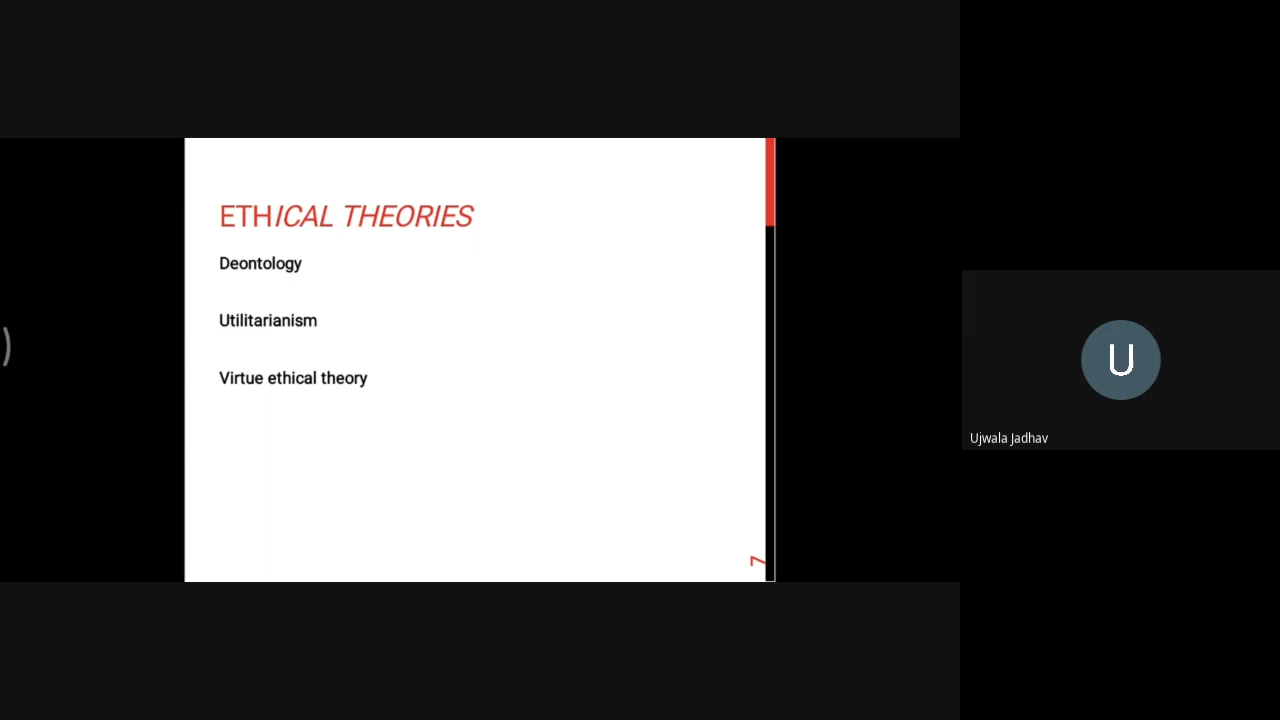 ETHICAL THEORIES
Deontology
Utilitarianism
Virtue ethical theory
7
U
Ujwala Jadhav